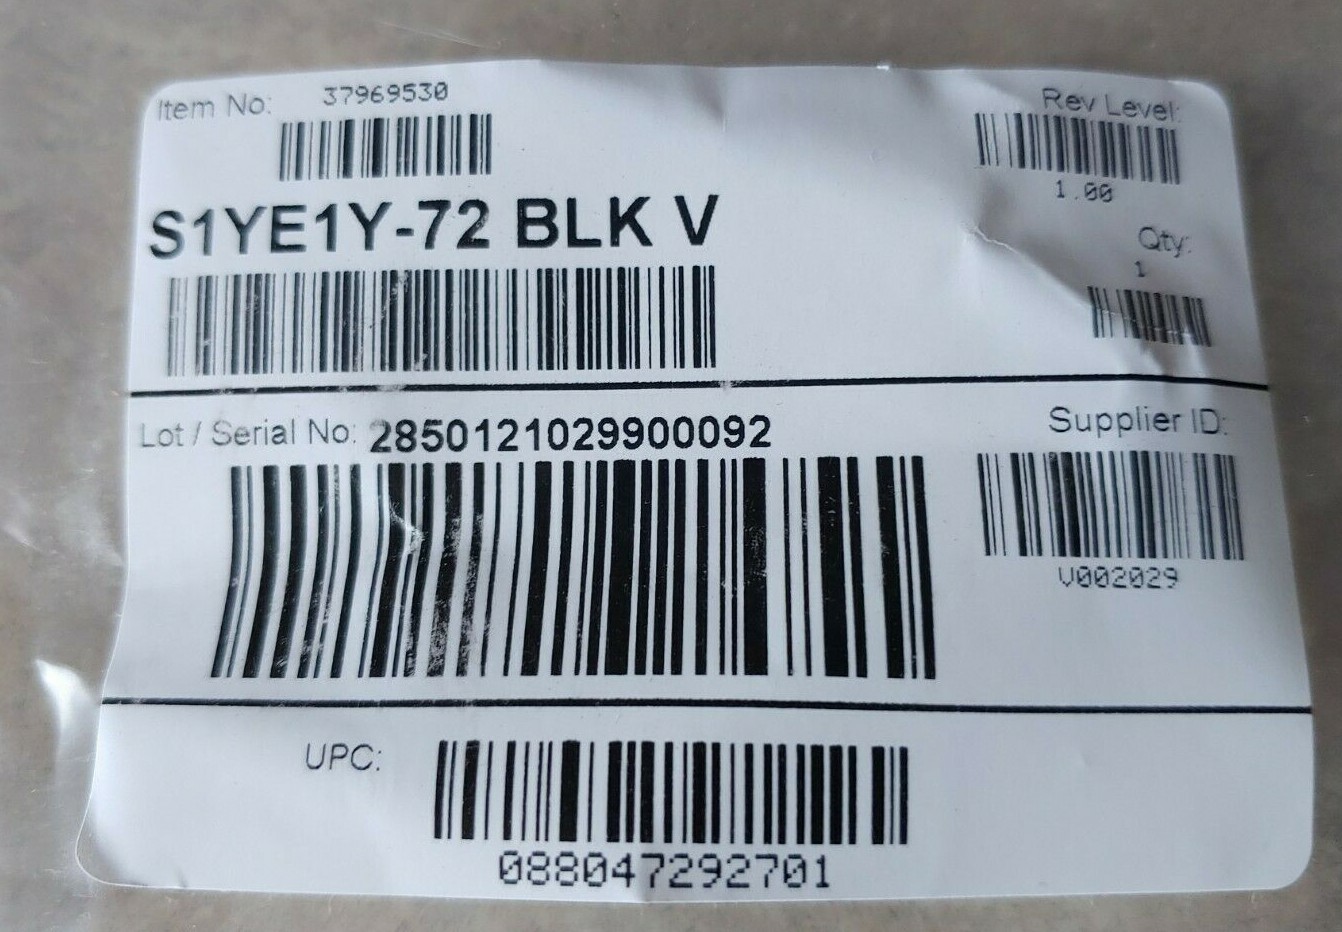 Item No: 37969530
Rev Level:
1.00
S1YE1Y-72 BLK V
Qty:
1
Lot / Serial No: 2850121029900092
Supplier ID:
V002029
UPC:
088047292701